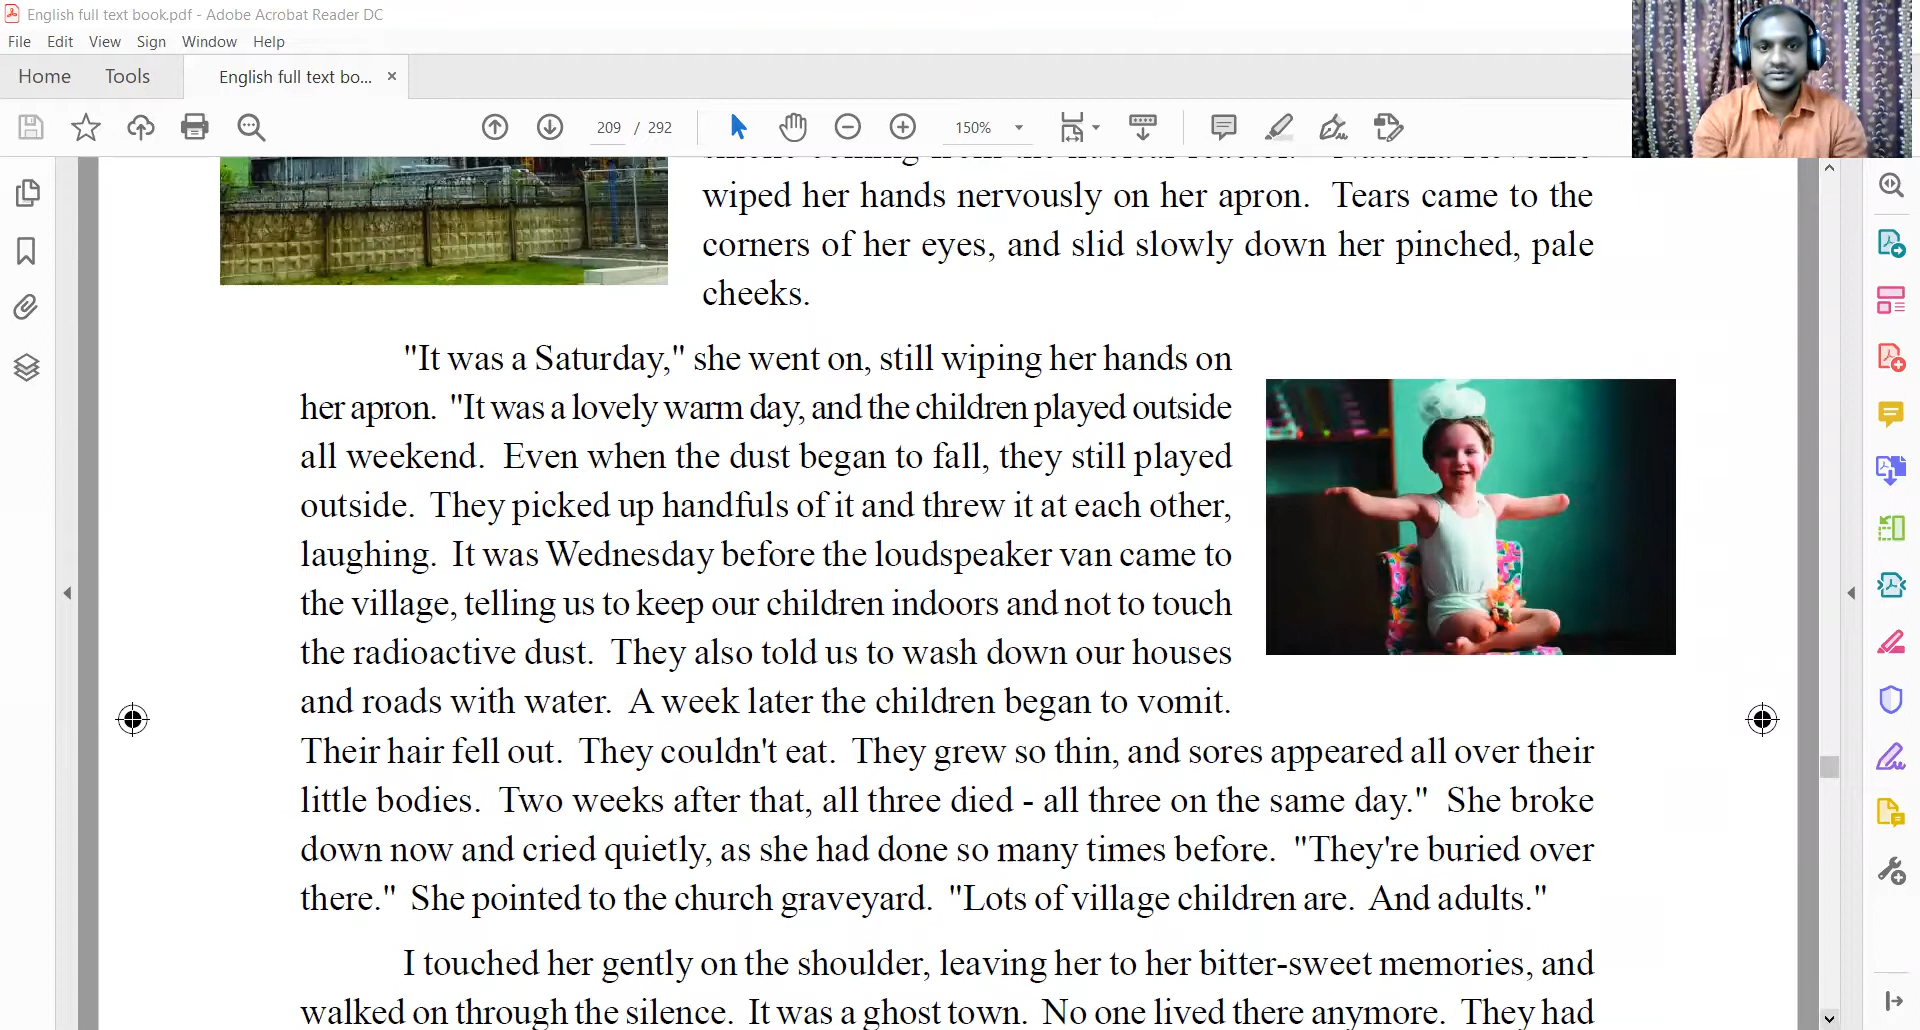 English full text book.pdf - Adobe Acrobat Reader DC
File Edit View Sign Window Help
Home Tools English full text bo... ×
209 / 292 150%
wiped her hands nervously on her apron. Tears came to the
corners of her eyes, and slid slowly down her pinched, pale
cheeks.
"It was a Saturday," she went on, still wiping her hands on
her apron. "It was a lovely warm day, and the children played outside
all weekend. Even when the dust began to fall, they still played
outside. They picked up handfuls of it and threw it at each other,
laughing. It was Wednesday before the loudspeaker van came to
the village, telling us to keep our children indoors and not to touch
the radioactive dust. They also told us to wash down our houses
and roads with water. A week later the children began to vomit.
Their hair fell out. They couldn't eat. They grew so thin, and sores appeared all over their
little bodies. Two weeks after that, all three died - all three on the same day." She broke
down now and cried quietly, as she had done so many times before. "They're buried over
there." She pointed to the church graveyard. "Lots of village children are. And adults."
I touched her gently on the shoulder, leaving her to her bitter-sweet memories, and
walked on through the silence. It was a ghost town. No one lived there anymore. They had